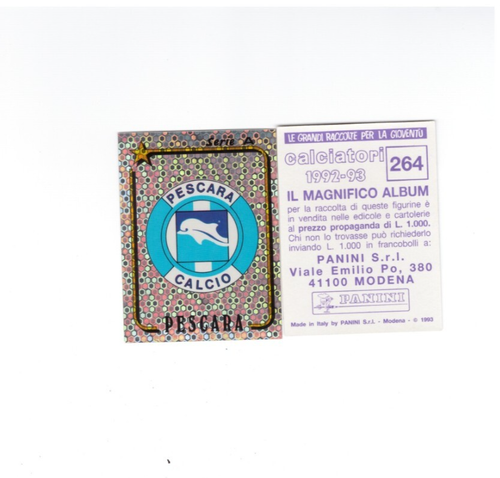 Serie A
PESCARA
CALCIO
PESCARA
LE GRANDI RACCOLTE PER LA GIOVENTÙ
calciatori
1992-93
264
IL MAGNIFICO ALBUM
per la raccolta di queste figurine è
in vendita nelle edicole e cartolerie
al prezzo propaganda di L. 1.000.
Chi non lo trovasse può richiederlo
inviando L. 1.000 in francobolli a:
PANINI S.r.l.
Viale Emilio Po, 380
41100 MODENA
PANINI
Made in Italy by PANINI S.r.l. - Modena - © 1993